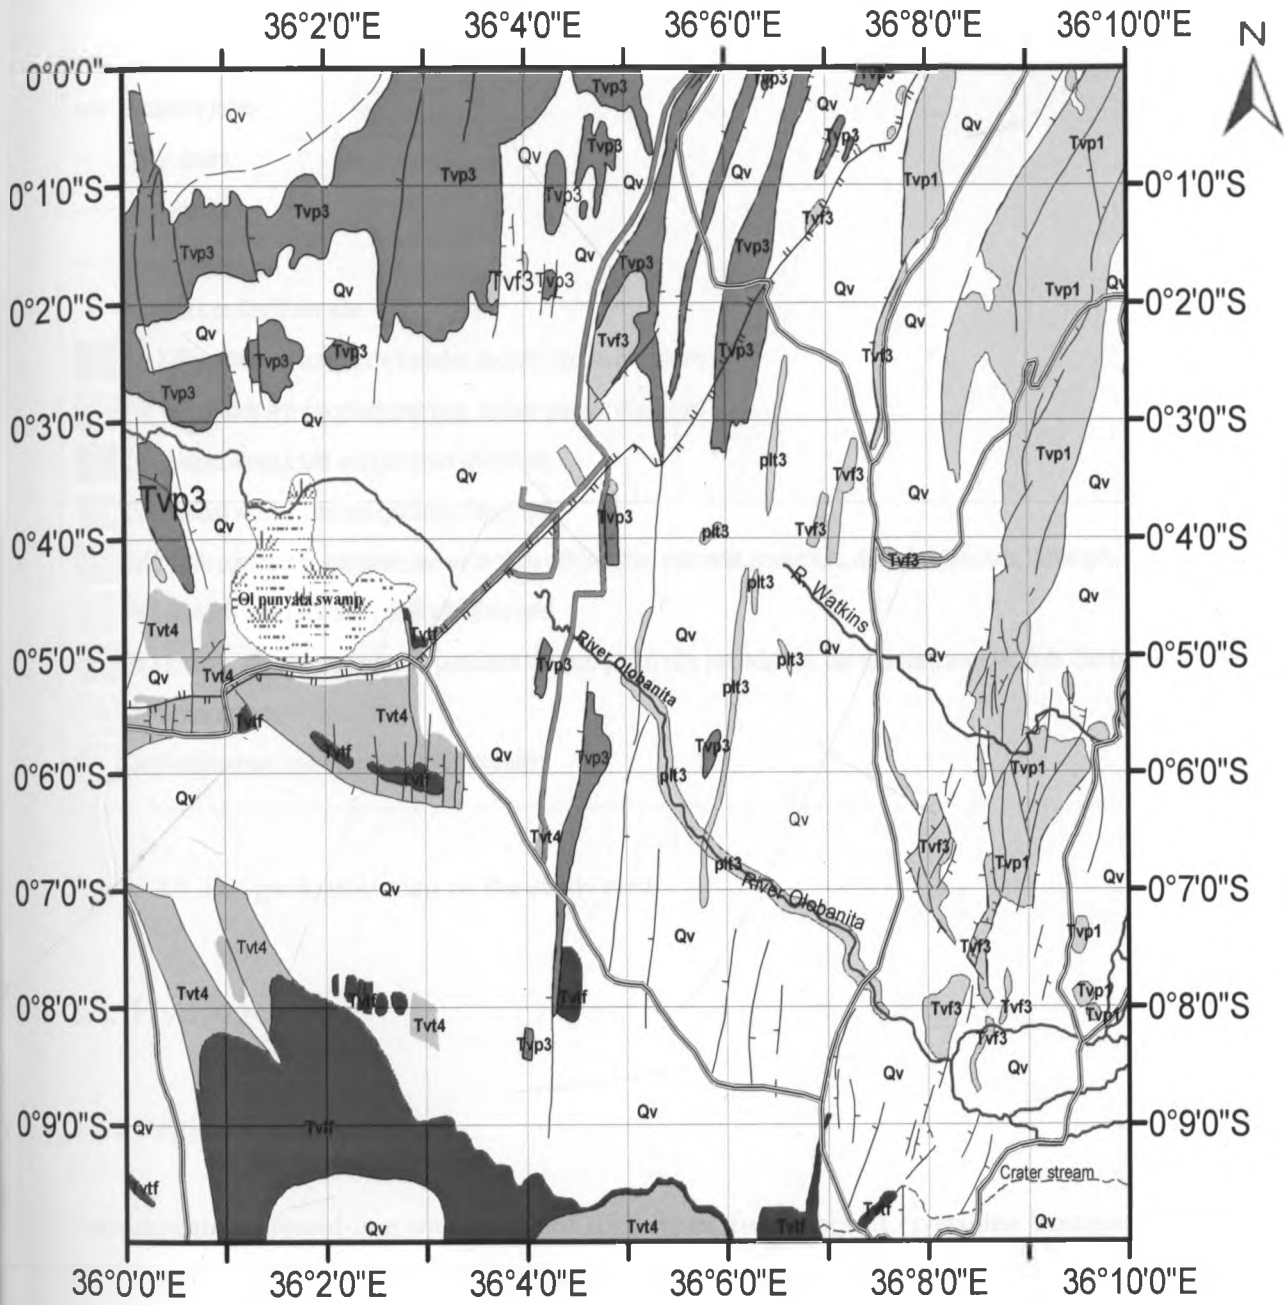 36°2'0"E 36°4'0"E 36°6'0"E 36°8'0"E 36°10'0"E
N
0°0'0"
Tvp3 Tvp3 Tvp3
Qv Qv Qv
Tvp3 Tvp3 Tvp1
Qv Qv Qv
0°1'0"S Tvp3 Tvp3 Tvp1 0°1'0"S
Tvp3 Tvf3
Tvp3 Qv Tvp3 Tvp3
Tvf3 Tvp3
Qv Qv Tvp1 Qv
0°2'0"S 0°2'0"S
Qv Qv
Tvp3 Tvp3 Tvf3 Tvp3 Tvf3
Tvp3
0°3'0"S Qv 0°3'0"S
Tvp1
Qv plt3 Tvf3 Qv Qv
Tvp3
Qv Tvp3 plt3 Tvf3
0°4'0"S Tvf3 0°4'0"S
plt3
Ol punyata swamp R. Watkins Qv
Tvt4 Tvtf Qv Qv
River Olobanita
0°5'0"S Tvp3 plt3 Qv 0°5'0"S
Qv Tvt4 plt3
Tvtf Tvt4
Tvtf Qv Tvp3 Tvp3
0°6'0"S Tvtf plt3 Tvp1 0°6'0"S
Qv
Tvt4 Qv
Tvf3
plf3 Tvp1
0°7'0"S Qv River Olobanita Qv 0°7'0"S
Tvt4 Qv Tvf3 Tvp1
Tvt4 Tvtf Tvtf Tvp1
0°8'0"S Tvf3 Tvf3 Tvp1 0°8'0"S
Tvt4
Tvp3 Tvf3
Qv Qv
Qv
0°9'0"S Qv Tvff 0°9'0"S
Crater stream
Tvtf
Qv Tvt4 Tvtf Tvtf Qv
36°0'0"E 36°2'0"E 36°4'0"E 36°6'0"E 36°8'0"E 36°10'0"E